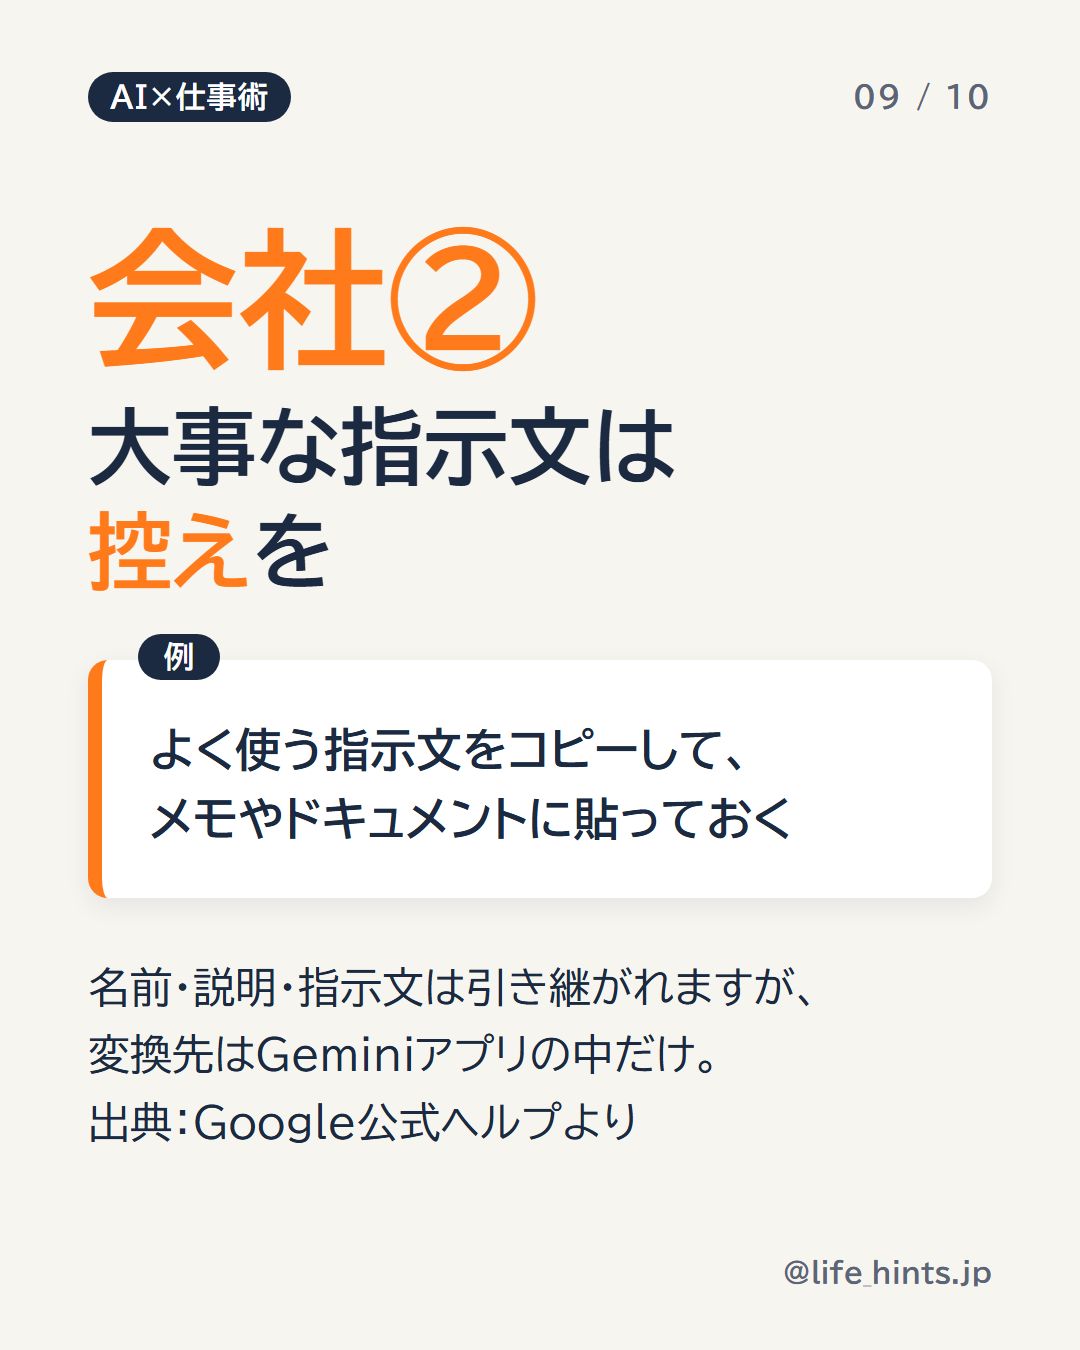 AI×仕事術
09 / 10
会社②
大事な指示文は
控えを
例
よく使う指示文をコピーして、
メモやドキュメントに貼っておく
名前・説明・指示文は引き継がれますが、
変換先はGeminiアプリの中だけ。
出典：Google公式ヘルプより
@life_hints.jp